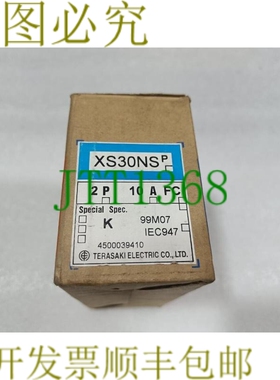 图必究
XS30NS P
2P 10 A FC
Special Spec.
K
99M07
IEC947
4500039410
TERASAKI ELECTRIC CO., LTD.
JTT1368
开发票顺丰包邮